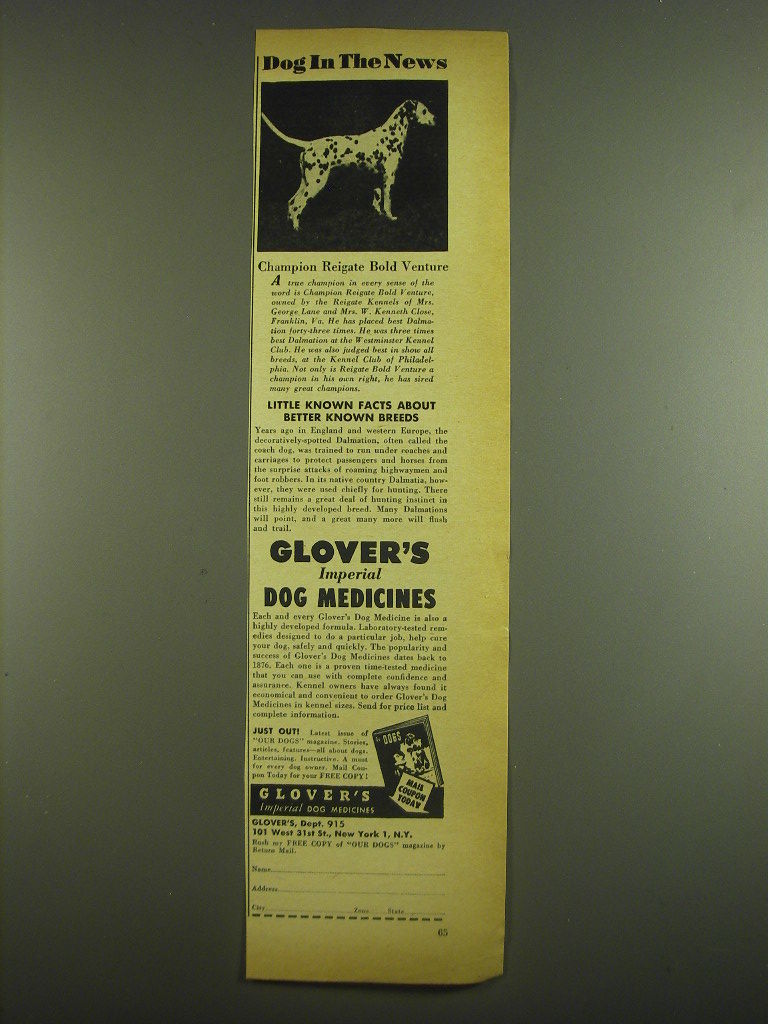 Dog In The News
Champion Reigate Bold Venture
A true champion in every sense of the
word is Champion Reigate Bold Venture,
owned by the Reigate Kennels of Mrs.
George Lane and Mrs. W. Kenneth Close,
Franklin, Va. He has placed best Dalma-
tion forty-three times. He was three times
best Dalmation at the Westminster Kennel
Club. He was also judged best in show all
breeds, at the Kennel Club of Philadel-
phia. Not only is Reigate Bold Venture a
champion in his own right, he has sired
many great champions.
LITTLE KNOWN FACTS ABOUT
BETTER KNOWN BREEDS
Years ago in England and western Europe, the
decoratively-spotted Dalmation, often called the
coach dog, was trained to run under coaches and
carriages to protect passengers and horses from
the surprise attacks of roaming highwaymen and
foot robbers. In its native country Dalmatia, how-
ever, they were used chiefly for hunting. There
still remains a great deal of hunting instinct in
this highly developed breed. Many Dalmations
will point, and a great many more will flush
and trail.
GLOVER'S
Imperial
DOG MEDICINES
Each and every Glover's Dog Medicine is also a
highly developed formula. Laboratory-tested rem-
edies designed to do a particular job, help cure
your dog, safely and quickly. The popularity and
success of Glover's Dog Medicines dates back to
1876. Each one is a proven time-tested medicine
that you can use with complete confidence and
assurance. Kennel owners have always found it
economical and convenient to order Glover's Dog
Medicines in kennel sizes. Send for price list and
complete information.
JUST OUT! Latest issue of
"OUR DOGS" magazine. Stories,
articles, features—all about dogs.
Entertaining. Instructive. A must
for every dog owner. Mail Cou-
pon Today for your FREE COPY!
DOGS
MAIL
COUPON
TODAY
GLOVER'S
Imperial DOG MEDICINES
GLOVER'S, Dept. 915
101 West 31st St., New York 1, N.Y.
Rush my FREE COPY of "OUR DOGS" magazine by
Return Mail.
Name
Address
City Zone State
65